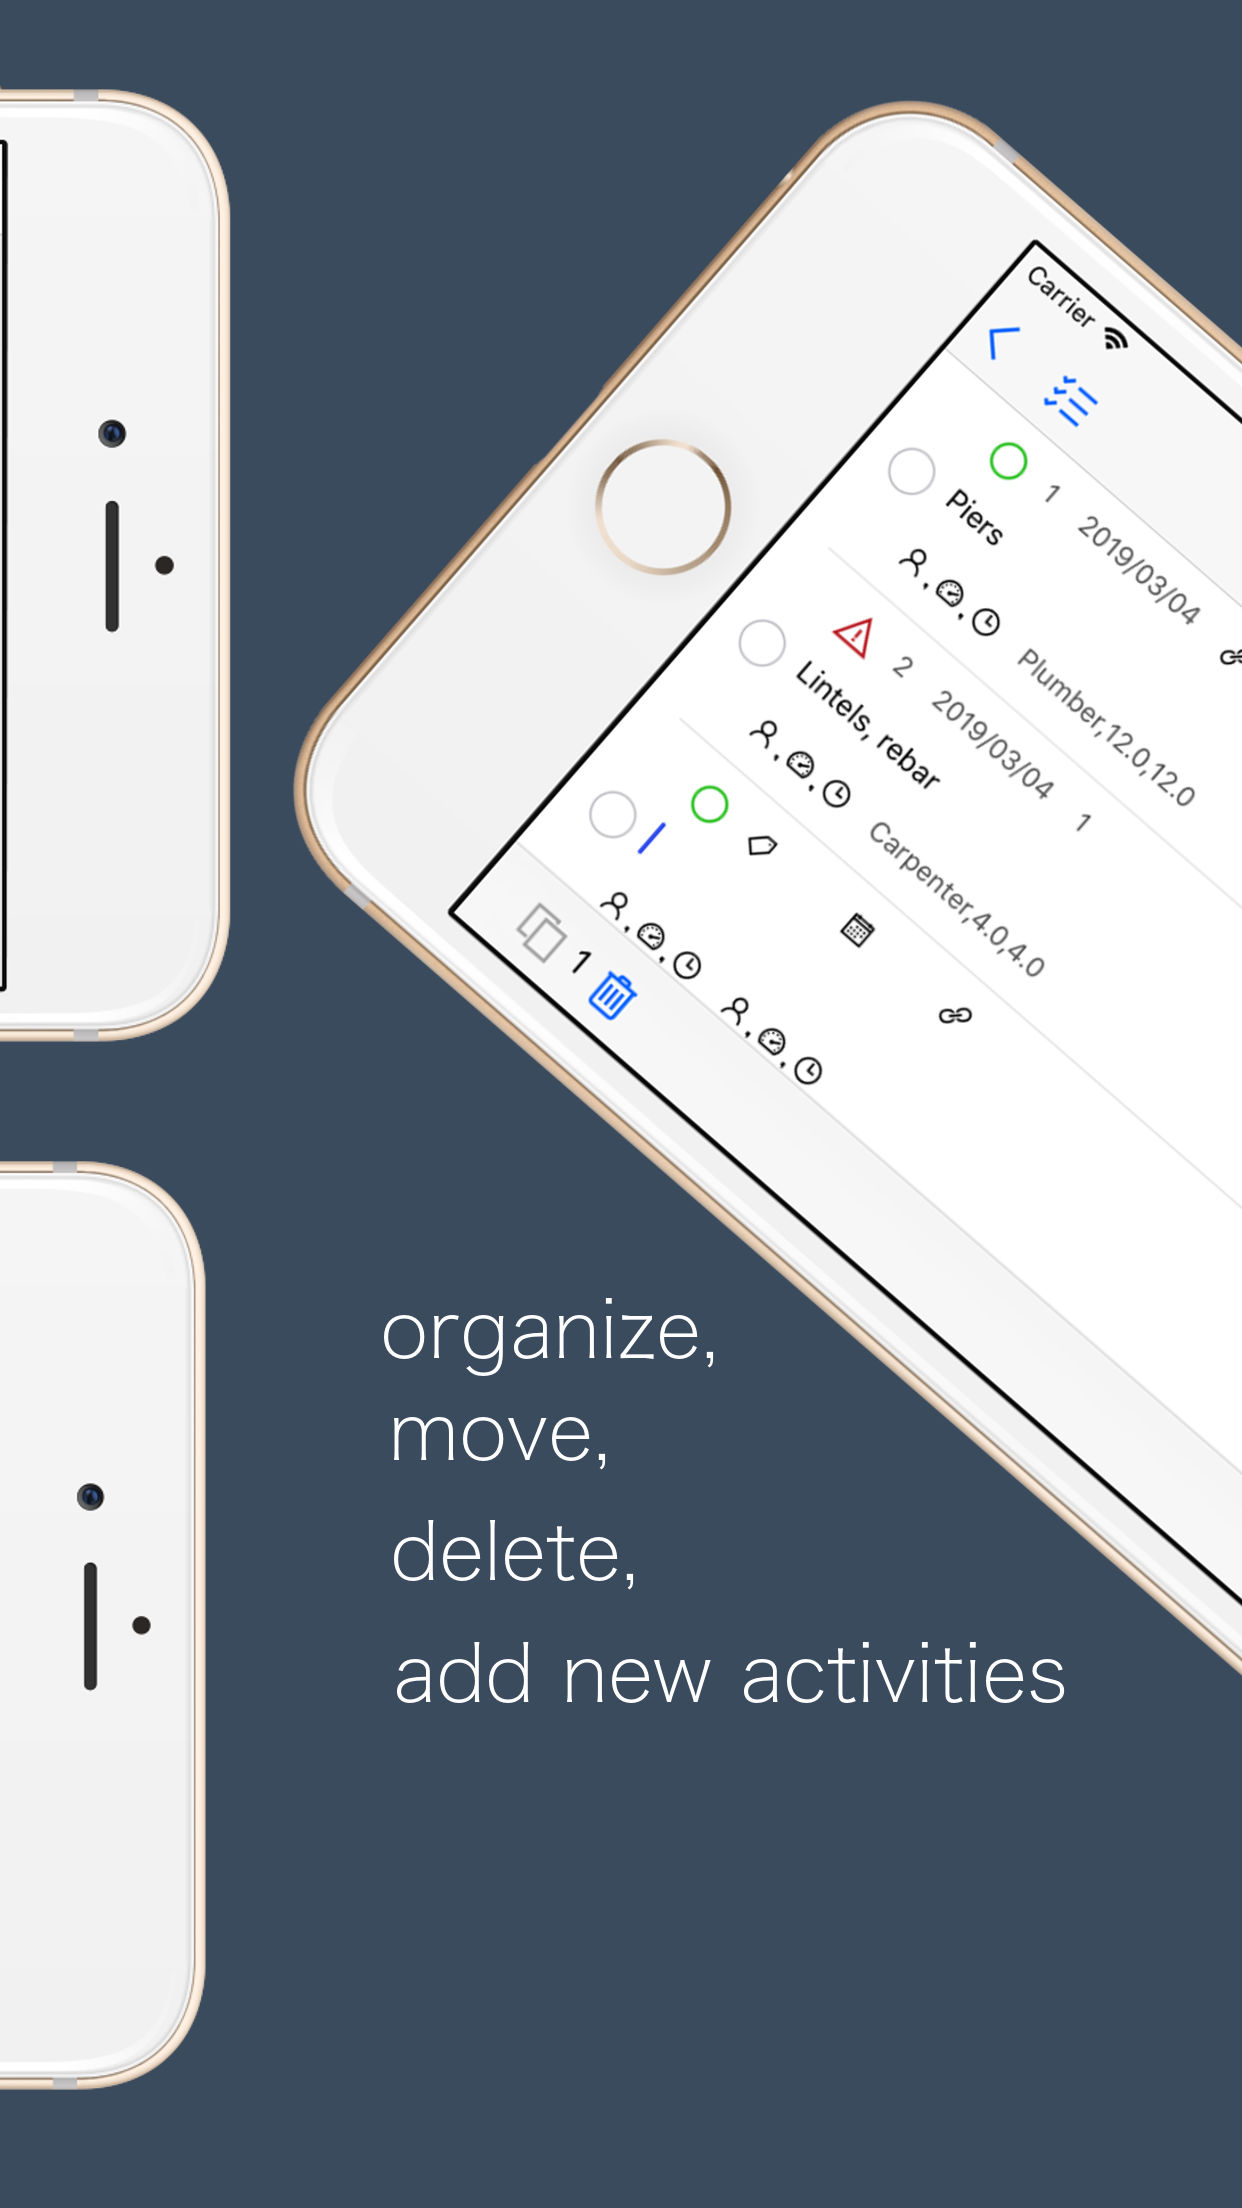 Carrier
1 2019/03/04
Piers
Plumber,12.0,12.0
2 2019/03/04 1
Lintels, rebar
Carpenter,4.0,4.0
1
organize,
move,
delete,
add new activities